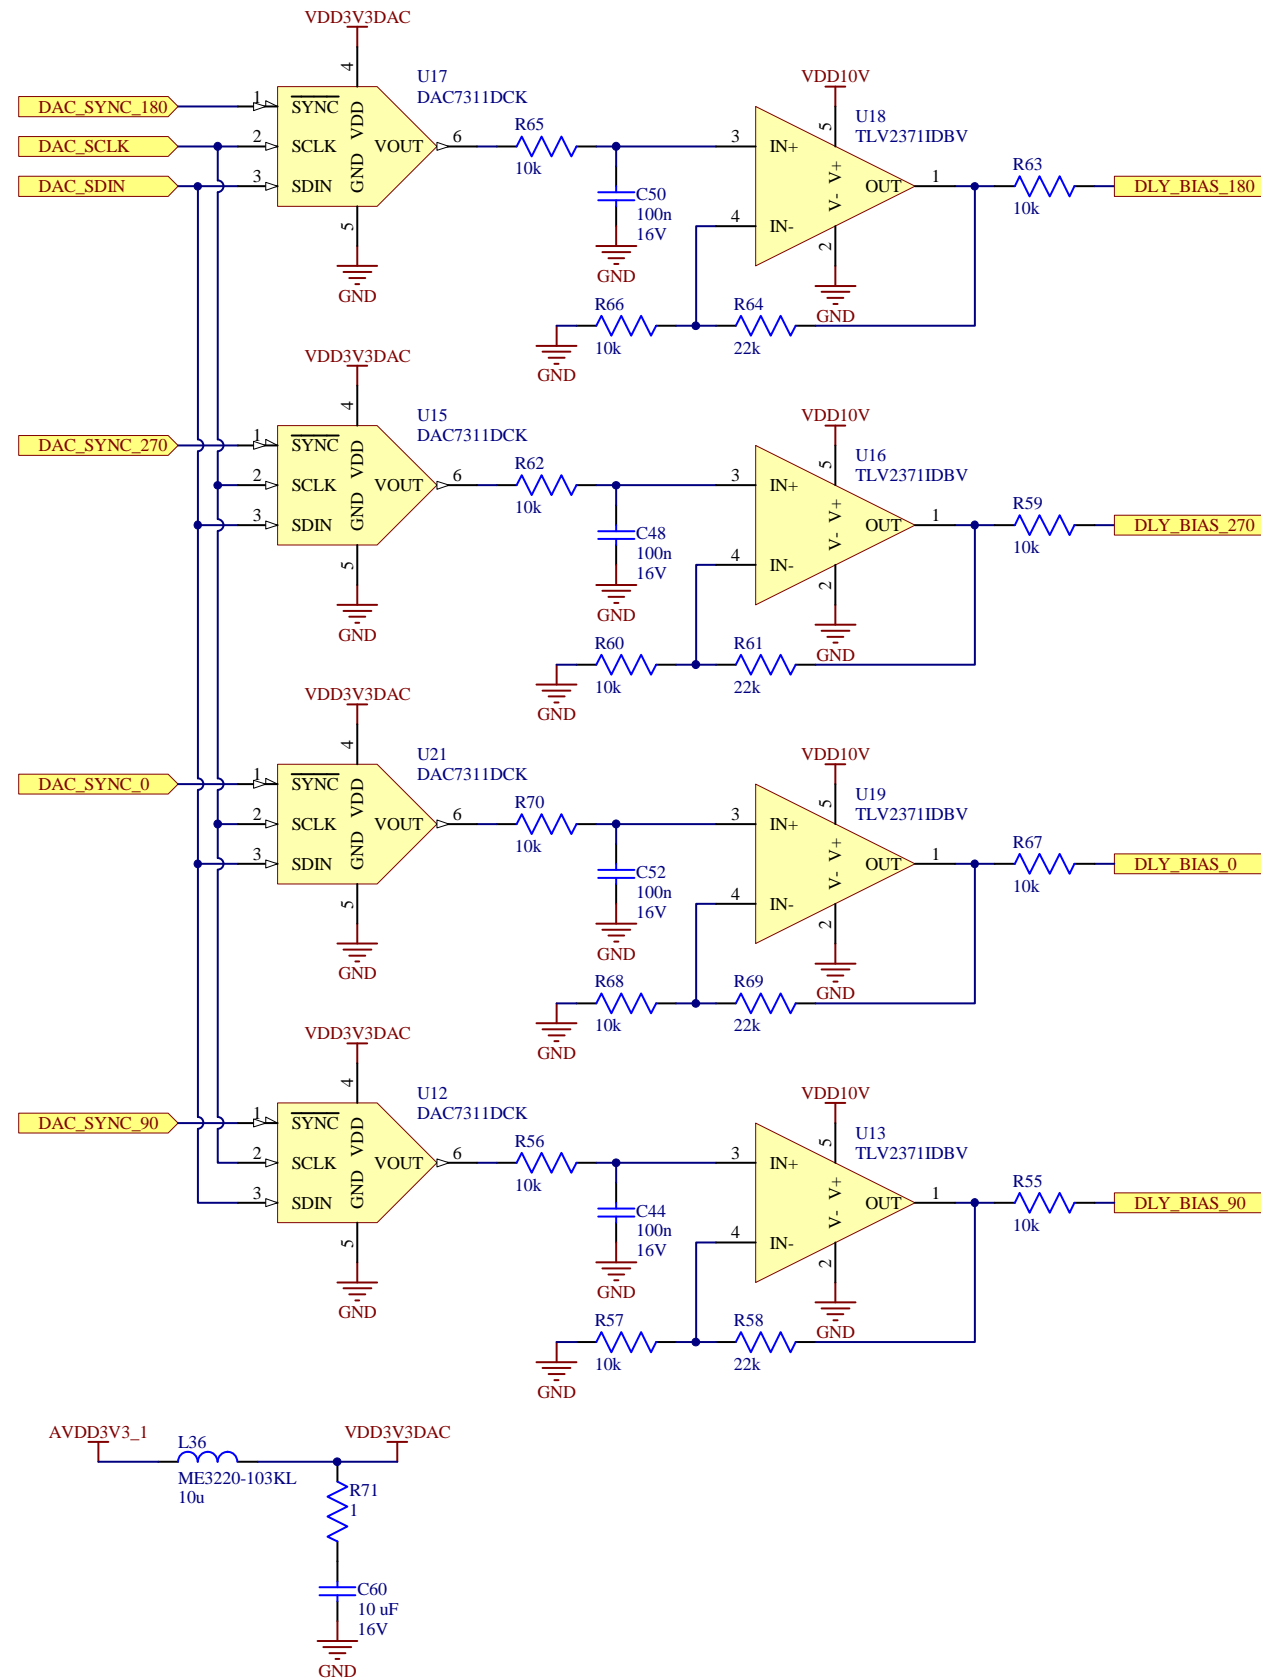 VDD3V3DAC
4
U17
DAC7311DCK
DAC_SYNC_180
1
SYNC
VDD
DAC_SCLK
2
SCLK
VOUT
6
DAC_SDIN
3
SDIN
GND
5
GND
R65
10k
C50
100n
16V
GND
VDD10V
5
U18
TLV2371IDBV
3
IN+
V+
OUT
1
4
IN-
V-
2
GND
R63
10k
DLY_BIAS_180
R66
10k
GND
R64
22k
VDD3V3DAC
4
U15
DAC7311DCK
DAC_SYNC_270
1
SYNC
VDD
2
SCLK
VOUT
6
3
SDIN
GND
5
GND
R62
10k
C48
100n
16V
GND
VDD10V
5
U16
TLV2371IDBV
3
IN+
V+
OUT
1
4
IN-
V-
2
GND
R59
10k
DLY_BIAS_270
R60
10k
GND
R61
22k
VDD3V3DAC
4
U21
DAC7311DCK
DAC_SYNC_0
1
SYNC
VDD
2
SCLK
VOUT
6
3
SDIN
GND
5
GND
R70
10k
C52
100n
16V
GND
VDD10V
5
U19
TLV2371IDBV
3
IN+
V+
OUT
1
4
IN-
V-
2
GND
R67
10k
DLY_BIAS_0
R68
10k
GND
R69
22k
VDD3V3DAC
4
U12
DAC7311DCK
DAC_SYNC_90
1
SYNC
VDD
2
SCLK
VOUT
6
3
SDIN
GND
5
GND
R56
10k
C44
100n
16V
GND
VDD10V
5
U13
TLV2371IDBV
3
IN+
V+
OUT
1
4
IN-
V-
2
GND
R55
10k
DLY_BIAS_90
R57
10k
GND
R58
22k
AVDD3V3_1
L36
ME3220-103KL
10u
VDD3V3DAC
R71
1
C60
10 uF
16V
GND